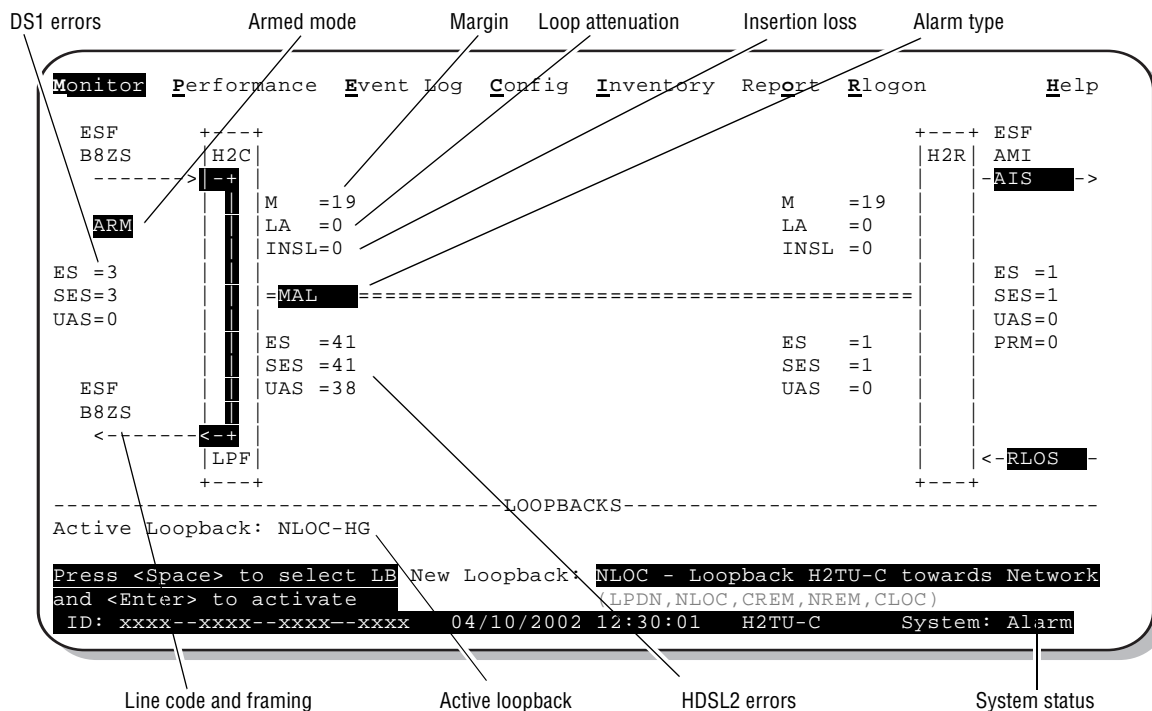 DS1 errors Armed mode Margin Loop attenuation Insertion loss Alarm type
Monitor Performance Event Log Config Inventory Report Rlogon Help
ESF +----+ +---+ ESF
B8ZS |H2C| |H2R| AMI
------->|-+ | | |-AIS ->
M =19 M =19
ARM LA =0 LA =0
INSL=0 INSL =0
ES =3 ES =1
SES=3 =MAL ========================================== SES=1
UAS=0 UAS=0
ES =41 ES =1 PRM=0
SES =41 SES =1
ESF UAS =38 UAS =0
B8ZS
<-------<-+
|LPF| <-RLOS -
+----+ +---+
----------------------------------LOOPBACKS------------------------------------
Active Loopback: NLOC-HG
Press <Space> to select LB New Loopback: NLOC - Loopback H2TU-C towards Network
and <Enter> to activate (LPDN,NLOC,CREM,NREM,CLOC)
ID: xxxx--xxxx--xxxx--xxxx 04/10/2002 12:30:01 H2TU-C System: Alarm
Line code and framing Active loopback HDSL2 errors System status